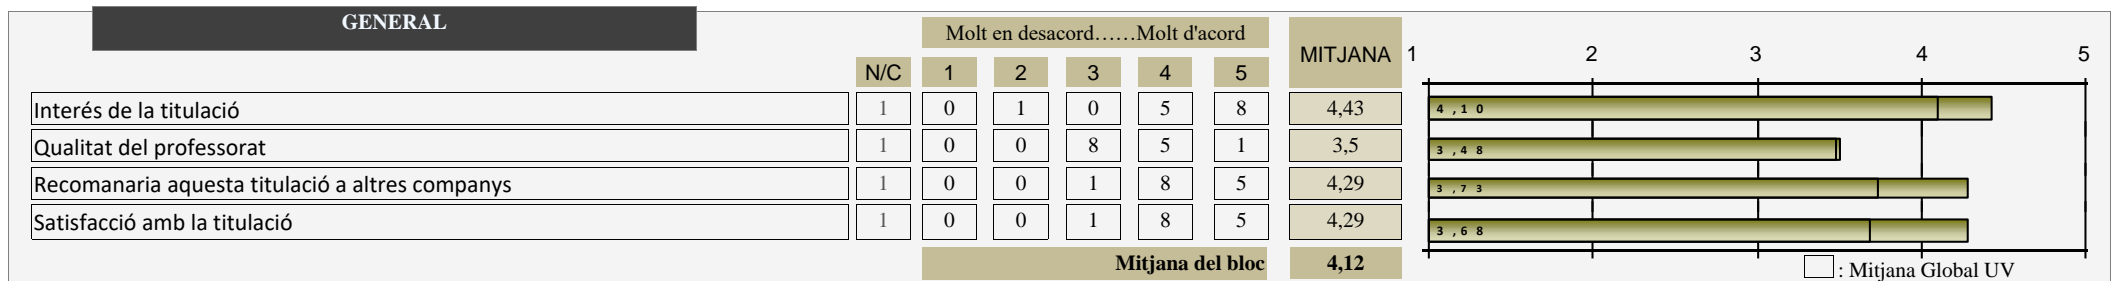 GENERAL
Molt en desacord……Molt d'acord
MITJANA
N/C 1 2 3 4 5
1 2 3 4 5
Interés de la titulació 1 0 1 0 5 8 4,43 4,10
Qualitat del professorat 1 0 0 8 5 1 3,5 3,48
Recomanaria aquesta titulació a altres companys 1 0 0 1 8 5 4,29 3,73
Satisfacció amb la titulació 1 0 0 1 8 5 4,29 3,68
Mitjana del bloc 4,12
: Mitjana Global UV